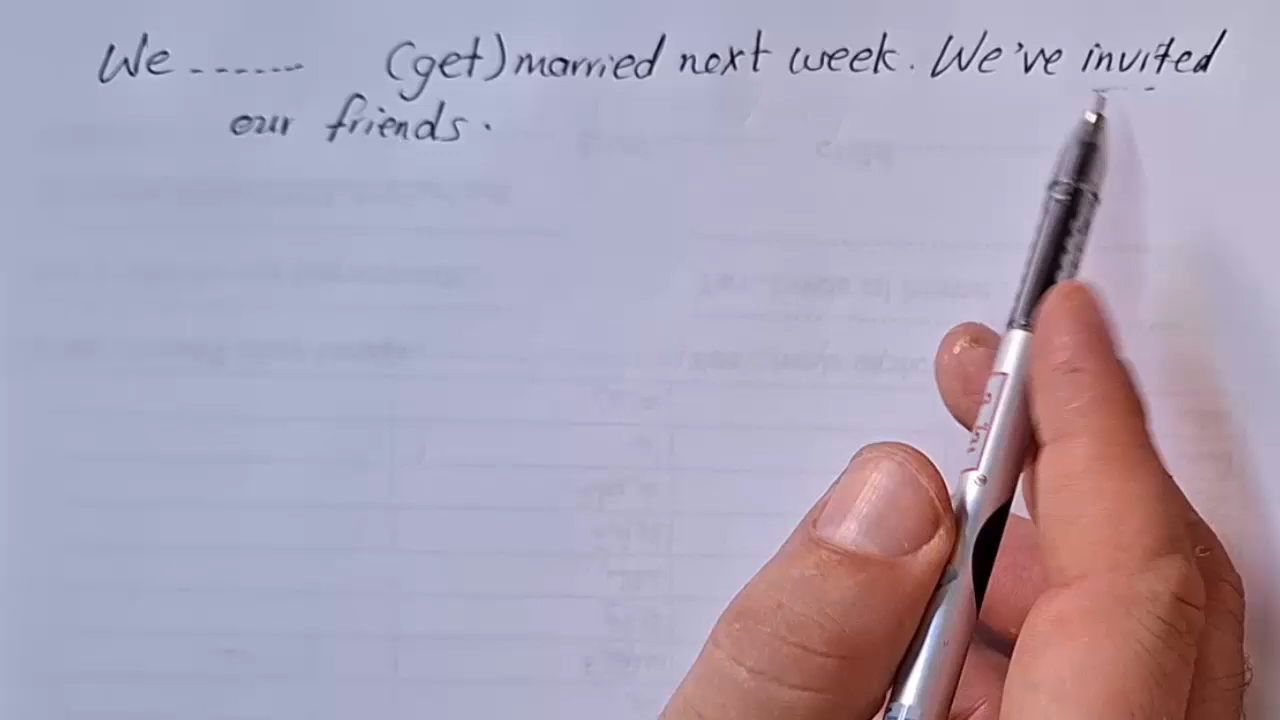 We ....... (get) married next week. We've invited
our friends.